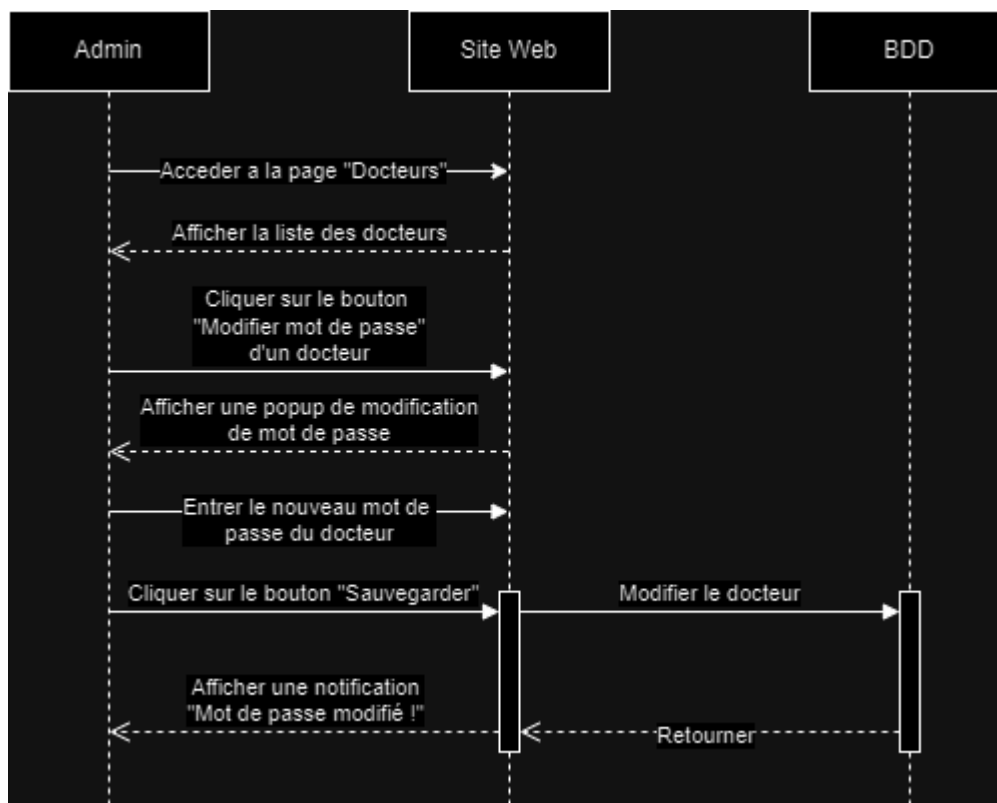 Admin
Site Web
BDD
Acceder a la page "Docteurs"
Afficher la liste des docteurs
Cliquer sur le bouton
"Modifier mot de passe"
d'un docteur
Afficher une popup de modification
de mot de passe
Entrer le nouveau mot de
passe du docteur
Cliquer sur le bouton "Sauvegarder"
Modifier le docteur
Afficher une notification
"Mot de passe modifié !"
Retourner